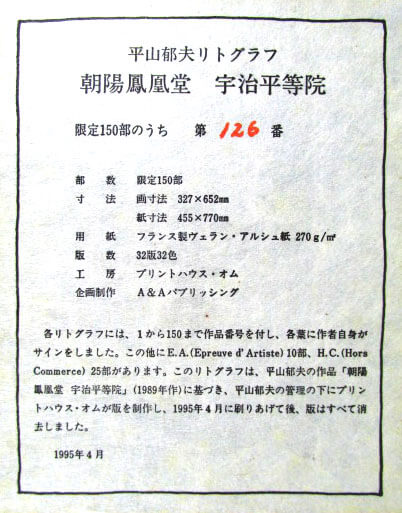 平山郁夫リトグラフ
朝陽鳳凰堂　宇治平等院
限定150部のうち　第 126 番
部　数　限定150部
寸　法　画寸法　327×652㎜
紙寸法　455×770㎜
用　紙　フランス製ヴェラン・アルシュ紙 270g/㎡
版　数　32版32色
工　房　プリントハウス・オム
企画制作　A&Aパブリッシング
各リトグラフには、1から150まで作品番号を付し、各葉に作者自身が
サインをしました。この他にE.A.(Epreuve d'Artiste) 10部、H.C.(Hors
Commerce) 25部があります。このリトグラフは、平山郁夫の作品「朝陽
鳳凰堂　宇治平等院」(1989年作)に基づき、平山郁夫の管理の下にプリン
トハウス・オムが版を制作し、1995年4月に刷りあげて後、版はすべて消
去しました。
1995年4月